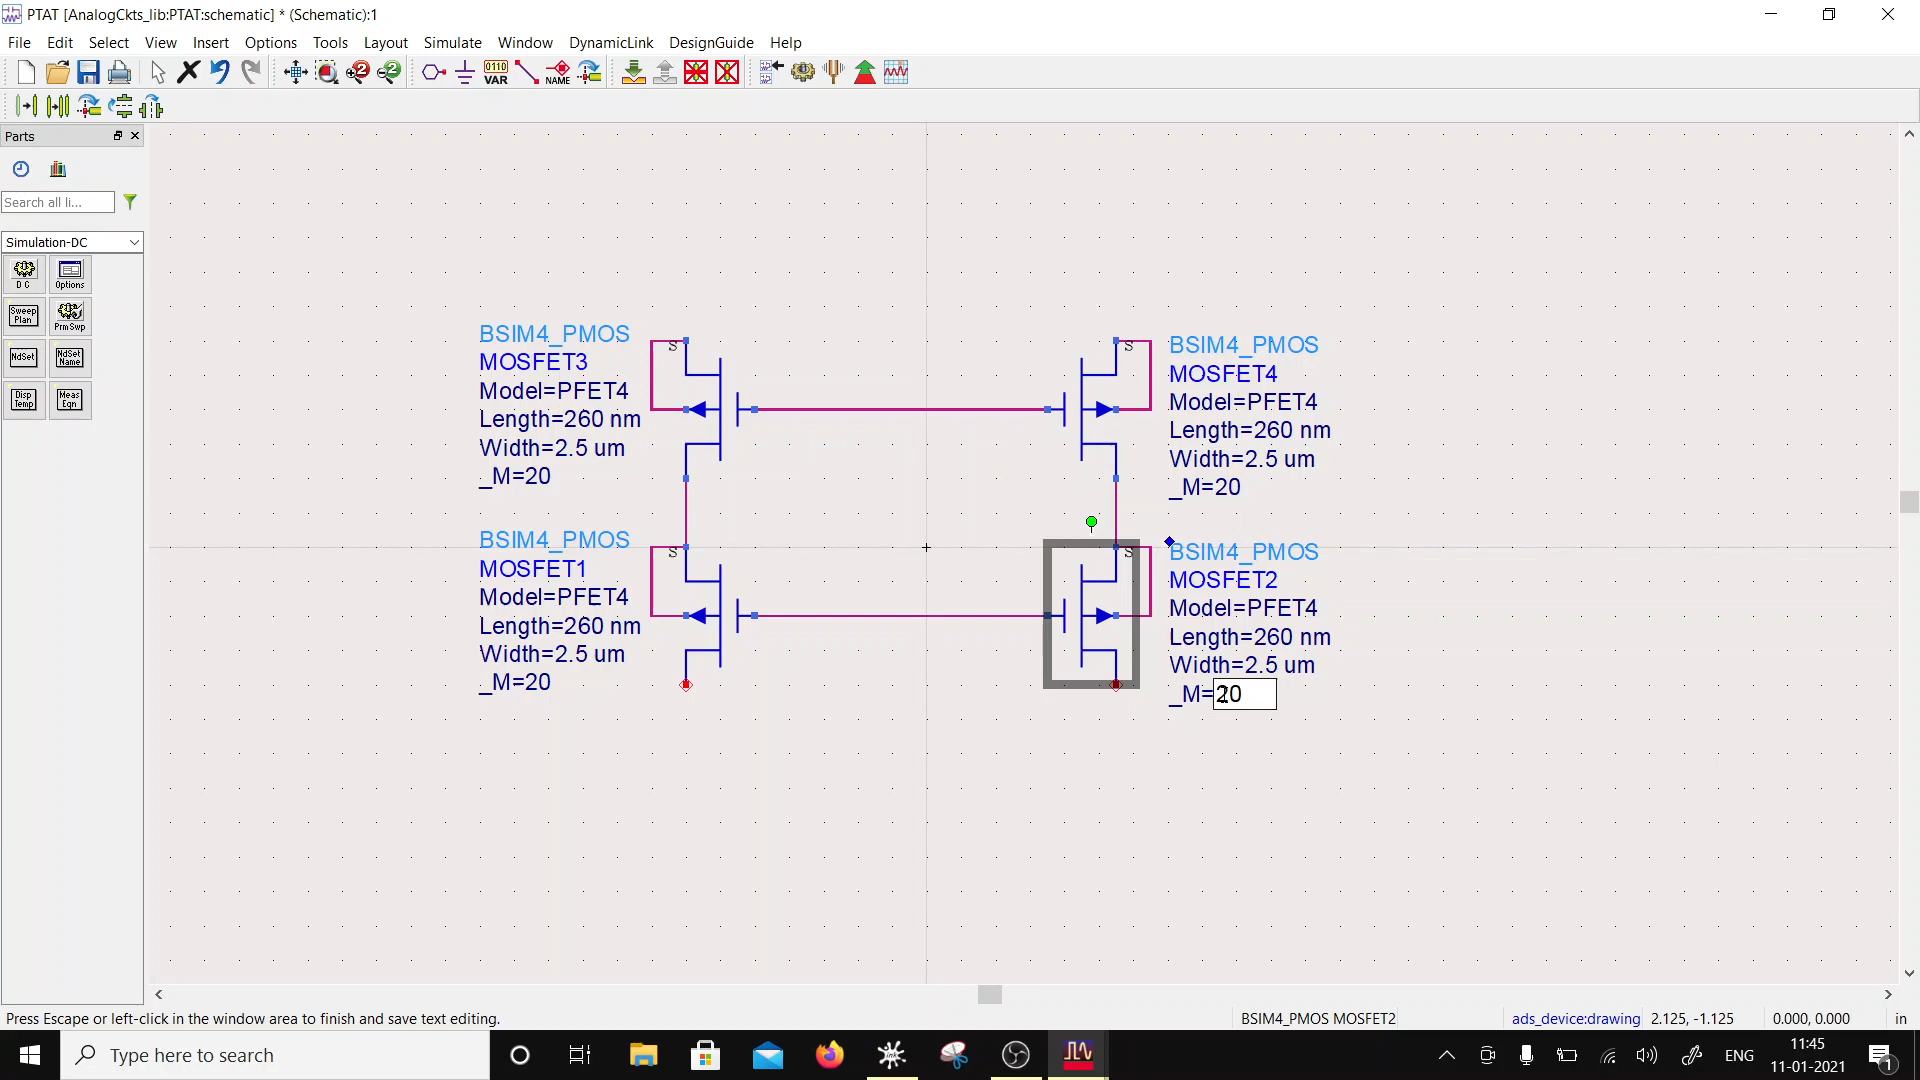 PTAT [AnalogCkts_lib:PTAT:schematic] * (Schematic):1
File Edit Select View Insert Options Tools Layout Simulate Window DynamicLink DesignGuide Help
0110
VAR
NAME
2 2
Parts
Search all li...
Simulation-DC
D C
Options
Sweep Plan
Prm Swp
NdSet
NdSet Name
Disp Temp
Meas Eqn
BSIM4_PMOS
MOSFET3
Model=PFET4
Length=260 nm
Width=2.5 um
_M=20
S
S
BSIM4_PMOS
MOSFET4
Model=PFET4
Length=260 nm
Width=2.5 um
_M=20
BSIM4_PMOS
MOSFET1
Model=PFET4
Length=260 nm
Width=2.5 um
_M=20
S
S
BSIM4_PMOS
MOSFET2
Model=PFET4
Length=260 nm
Width=2.5 um
_M=20
Press Escape or left-click in the window area to finish and save text editing.
BSIM4_PMOS MOSFET2
ads_device:drawing 2.125, -1.125 0.000, 0.000 in
Type here to search
ENG
11:45
11-01-2021
1